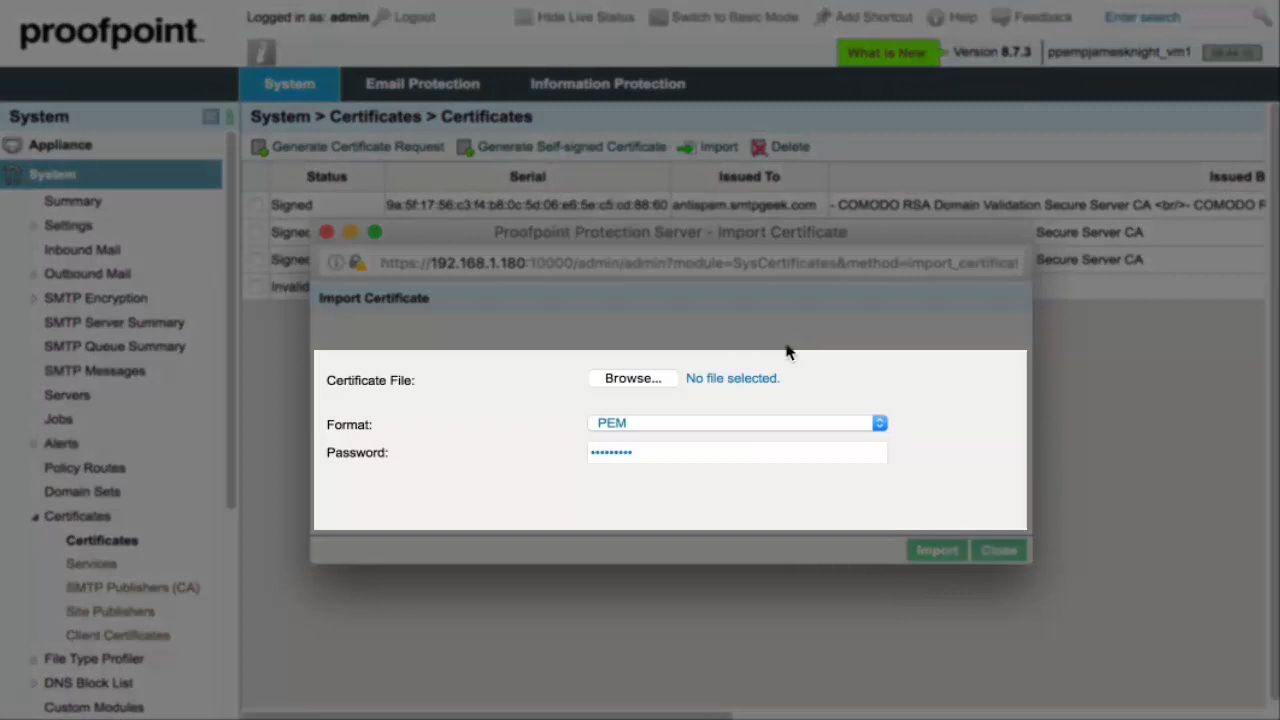 proofpoint
Logged in as: admin Logout Hide Live Status Switch to Basic Mode Add Shortcut Help Feedback Enter search
What is New Version 8.7.3 ppempjamesknight_vm1
System Email Protection Information Protection
System
System > Certificates > Certificates
Appliance
Generate Certificate Request Generate Self-signed Certificate Import Delete
System
Status Serial Issued To Issued B
Summary
Signed 9a:5f:17:56:c3:f4:b8:0c:5d:06:e6:5e:c5:cd:88:60 antispam.smtpgeek.com - COMODO RSA Domain Validation Secure Server CA <br/>- COMODO R
Settings
Signed Secure Server CA
Inbound Mail
Signed Secure Server CA
Outbound Mail
Invalid
SMTP Encryption
SMTP Server Summary
SMTP Queue Summary
SMTP Messages
Servers
Jobs
Alerts
Policy Routes
Domain Sets
Certificates
Certificates
Services
SMTP Publishers (CA)
Site Publishers
Client Certificates
File Type Profiler
DNS Block List
Custom Modules
Proofpoint Protection Server - Import Certificate
https://192.168.1.180:10000/admin/admin?module=SysCertificates&method=import_certificat
Import Certificate
Certificate File: Browse... No file selected.
Format: PEM
Password: •••••••••
Import Close